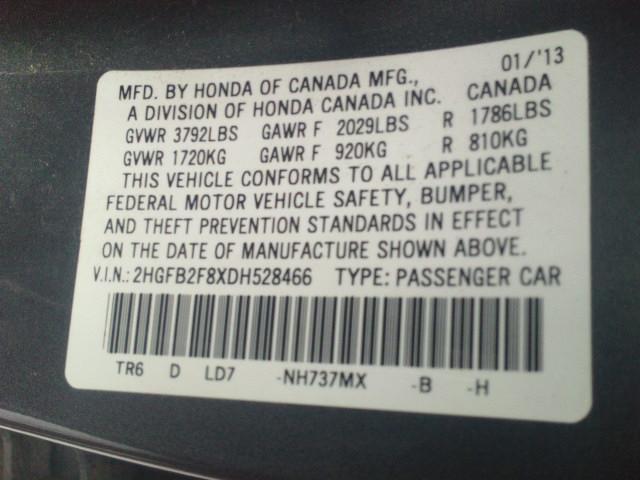 01/'13
MFD. BY HONDA OF CANADA MFG.,
A DIVISION OF HONDA CANADA INC. CANADA
GVWR 3792LBS GAWR F 2029LBS R 1786LBS
GVWR 1720KG GAWR F 920KG R 810KG
THIS VEHICLE CONFORMS TO ALL APPLICABLE
FEDERAL MOTOR VEHICLE SAFETY, BUMPER,
AND THEFT PREVENTION STANDARDS IN EFFECT
ON THE DATE OF MANUFACTURE SHOWN ABOVE.
V.I.N.: 2HGFB2F8XDH528466 TYPE: PASSENGER CAR
TR6 D LD7 -NH737MX -B -H